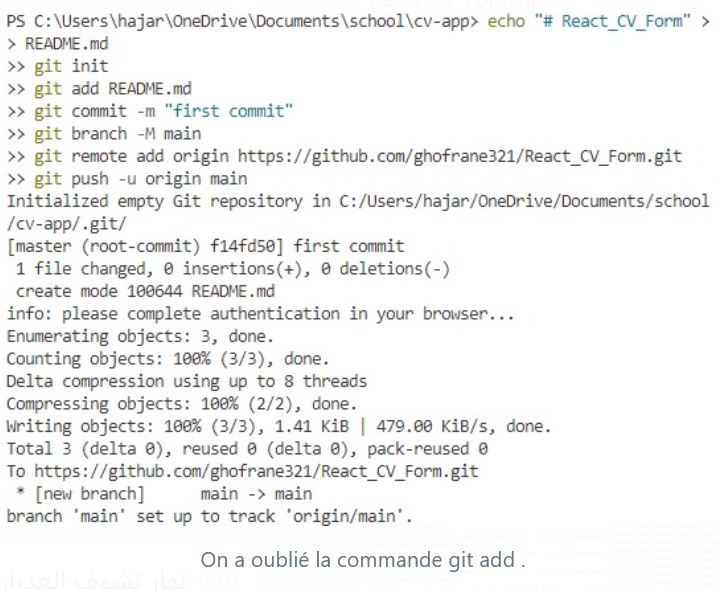 PS C:\Users\hajar\OneDrive\Documents\school\cv-app> echo "# React_CV_Form" >
> README.md
>> git init
>> git add README.md
>> git commit -m "first commit"
>> git branch -M main
>> git remote add origin https://github.com/ghofrane321/React_CV_Form.git
>> git push -u origin main
Initialized empty Git repository in C:/Users/hajar/OneDrive/Documents/school
/cv-app/.git/
[master (root-commit) f14fd50] first commit
 1 file changed, 0 insertions(+), 0 deletions(-)
 create mode 100644 README.md
info: please complete authentication in your browser...
Enumerating objects: 3, done.
Counting objects: 100% (3/3), done.
Delta compression using up to 8 threads
Compressing objects: 100% (2/2), done.
Writing objects: 100% (3/3), 1.41 KiB | 479.00 KiB/s, done.
Total 3 (delta 0), reused 0 (delta 0), pack-reused 0
To https://github.com/ghofrane321/React_CV_Form.git
 * [new branch]      main -> main
branch 'main' set up to track 'origin/main'.
On a oublié la commande git add .